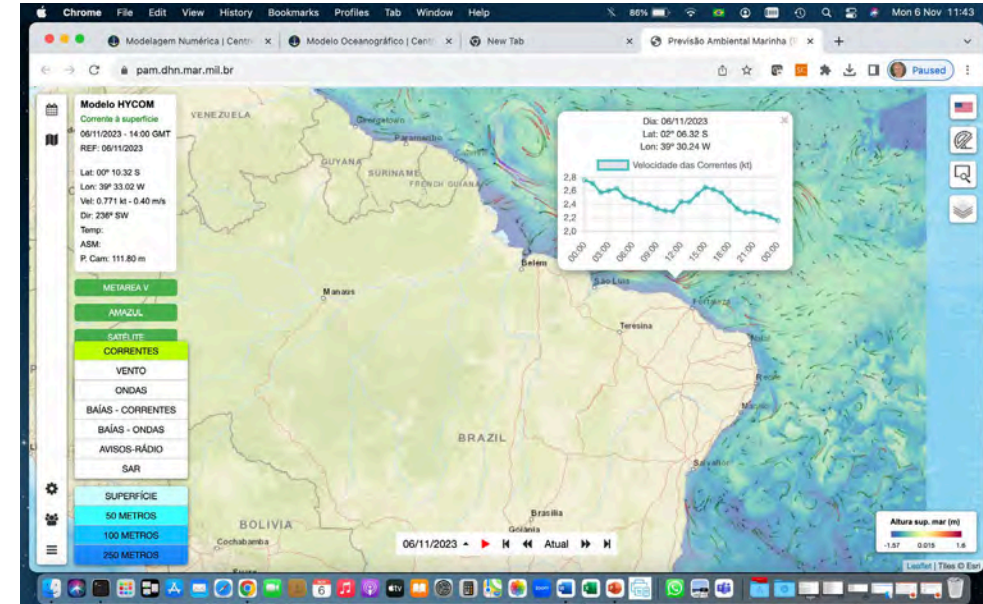 Chrome File Edit View History Bookmarks Profiles Tab Window Help
86%
Mon 6 Nov 11:43
Modelagem Numérica | Centr
Modelo Oceanográfico | Centr
New Tab
Previsão Ambiental Marinha (
pam.dhn.mar.mil.br
Paused
Modelo HYCOM
Corrente à superfície
06/11/2023 - 14:00 GMT
REF: 06/11/2023
Lat: 00º 10.32 S
Lon: 39º 33.02 W
Vel: 0.771 kt - 0.40 m/s
Dir: 236º SW
Temp:
ASM:
P. Cam: 111.80 m
METAREA V
AMAZUL
SATÉLITE
CORRENTES
VENTO
ONDAS
BAÍAS - CORRENTES
BAÍAS - ONDAS
AVISOS-RÁDIO
SAR
SUPERFÍCIE
50 METROS
100 METROS
250 METROS
Dia: 06/11/2023
Lat: 02º 06.32 S
Lon: 39º 30.24 W
Velocidade das Correntes (kt)
2,8
2,6
2,4
2,2
2,0
00:00 03:00 06:00 09:00 12:00 15:00 18:00 21:00 00:00
VENEZUELA
Georgetown
Paramaribo
GUYANA
SURINAME
FRENCH GUIANA
Belém
São Luís
Manaus
Fortaleza
Teresina
Natal
Recife
Maceió
BRAZIL
Salvador
Brasília
BOLIVIA
Goiânia
Cochabamba
06/11/2023
Atual
Altura sup. mar (m)
-1.57 0.015 1.6
Leaflet | Tiles © Esri